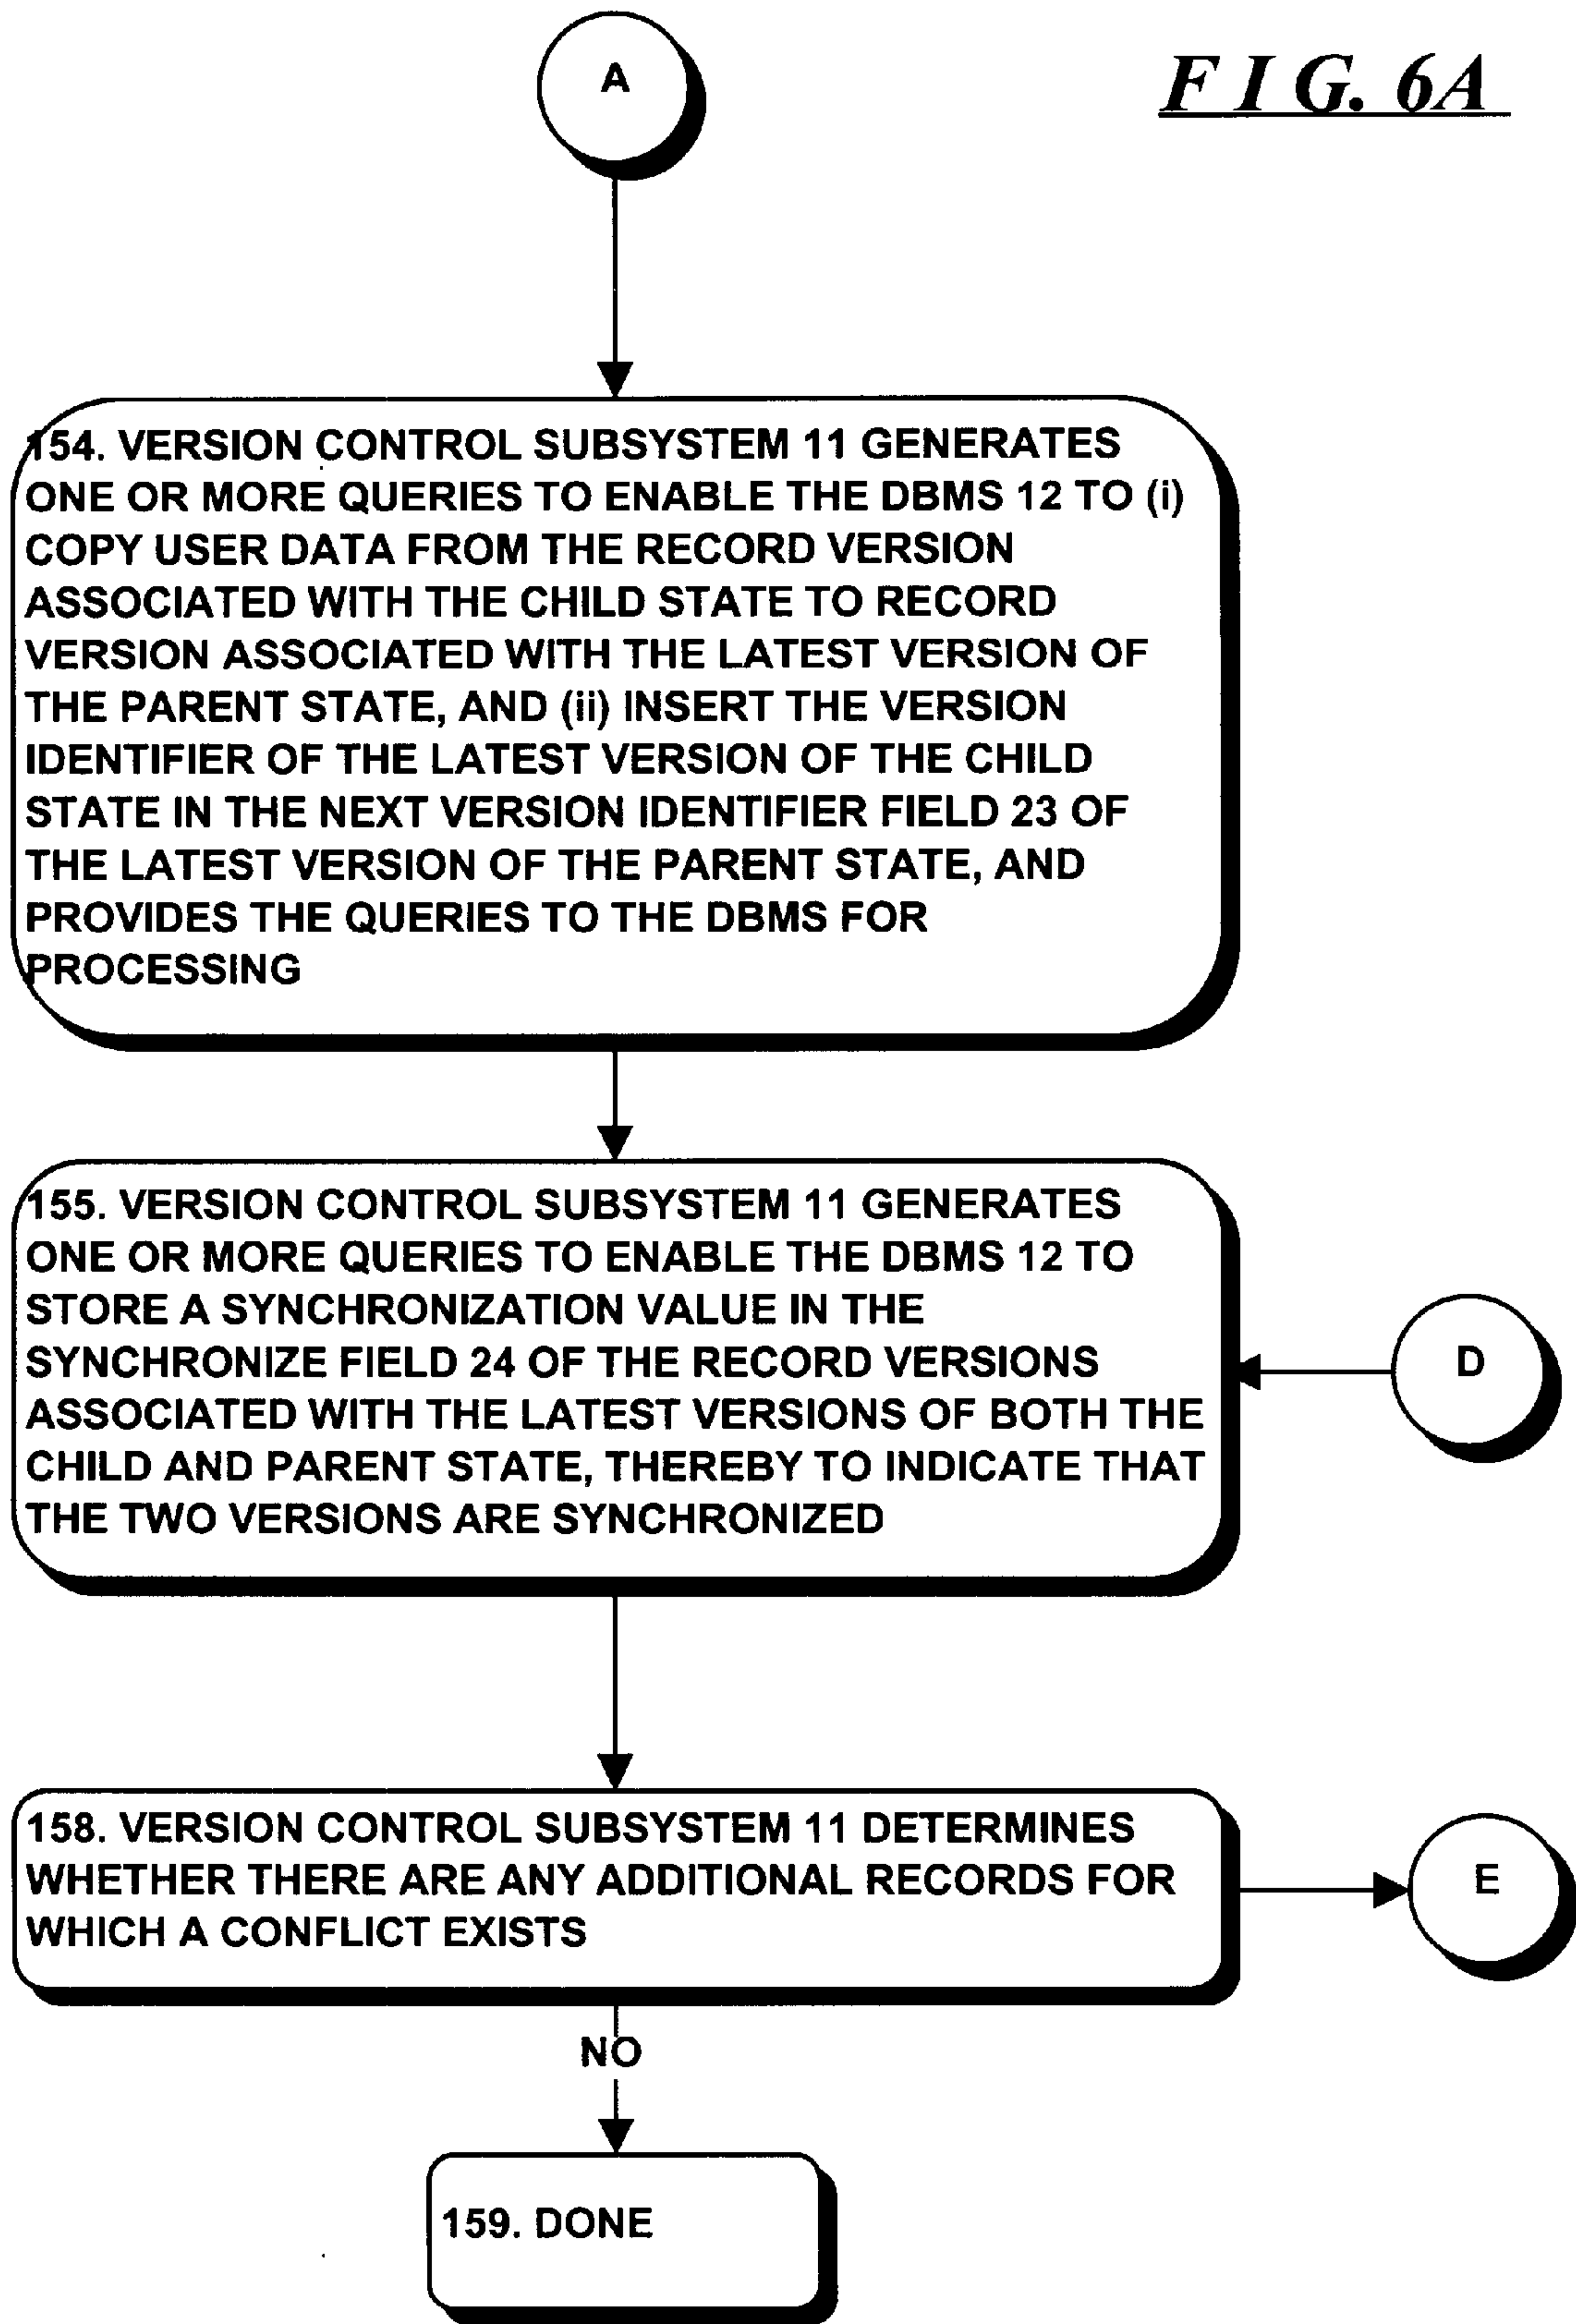 A
F I G. 6A
154. VERSION CONTROL SUBSYSTEM 11 GENERATES
ONE OR MORE QUERIES TO ENABLE THE DBMS 12 TO (i)
COPY USER DATA FROM THE RECORD VERSION
ASSOCIATED WITH THE CHILD STATE TO RECORD
VERSION ASSOCIATED WITH THE LATEST VERSION OF
THE PARENT STATE, AND (ii) INSERT THE VERSION
IDENTIFIER OF THE LATEST VERSION OF THE CHILD
STATE IN THE NEXT VERSION IDENTIFIER FIELD 23 OF
THE LATEST VERSION OF THE PARENT STATE, AND
PROVIDES THE QUERIES TO THE DBMS FOR
PROCESSING
155. VERSION CONTROL SUBSYSTEM 11 GENERATES
ONE OR MORE QUERIES TO ENABLE THE DBMS 12 TO
STORE A SYNCHRONIZATION VALUE IN THE
SYNCHRONIZE FIELD 24 OF THE RECORD VERSIONS
ASSOCIATED WITH THE LATEST VERSIONS OF BOTH THE
CHILD AND PARENT STATE, THEREBY TO INDICATE THAT
THE TWO VERSIONS ARE SYNCHRONIZED
D
158. VERSION CONTROL SUBSYSTEM 11 DETERMINES
WHETHER THERE ARE ANY ADDITIONAL RECORDS FOR
WHICH A CONFLICT EXISTS
E
NO
159. DONE